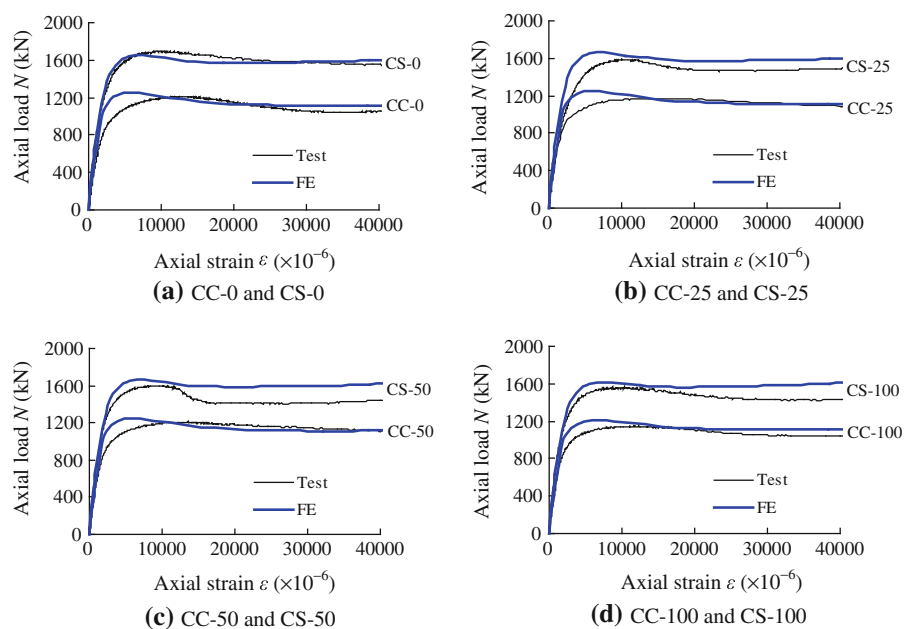 Axial load N (kN)
2000
1600
1200
800
400
0
CS-0
CC-0
Test
FE
0 10000 20000 30000 40000
Axial strain ε (×10⁻⁶)
(a) CC-0 and CS-0
Axial load N (kN)
2000
1600
1200
800
400
0
CS-25
CC-25
Test
FE
0 10000 20000 30000 40000
Axial strain ε (×10⁻⁶)
(b) CC-25 and CS-25
Axial load N (kN)
2000
1600
1200
800
400
0
CS-50
CC-50
Test
FE
0 10000 20000 30000 40000
Axial strain ε (×10⁻⁶)
(c) CC-50 and CS-50
Axial load N (kN)
2000
1600
1200
800
400
0
CS-100
CC-100
Test
FE
0 10000 20000 30000 40000
Axial strain ε (×10⁻⁶)
(d) CC-100 and CS-100